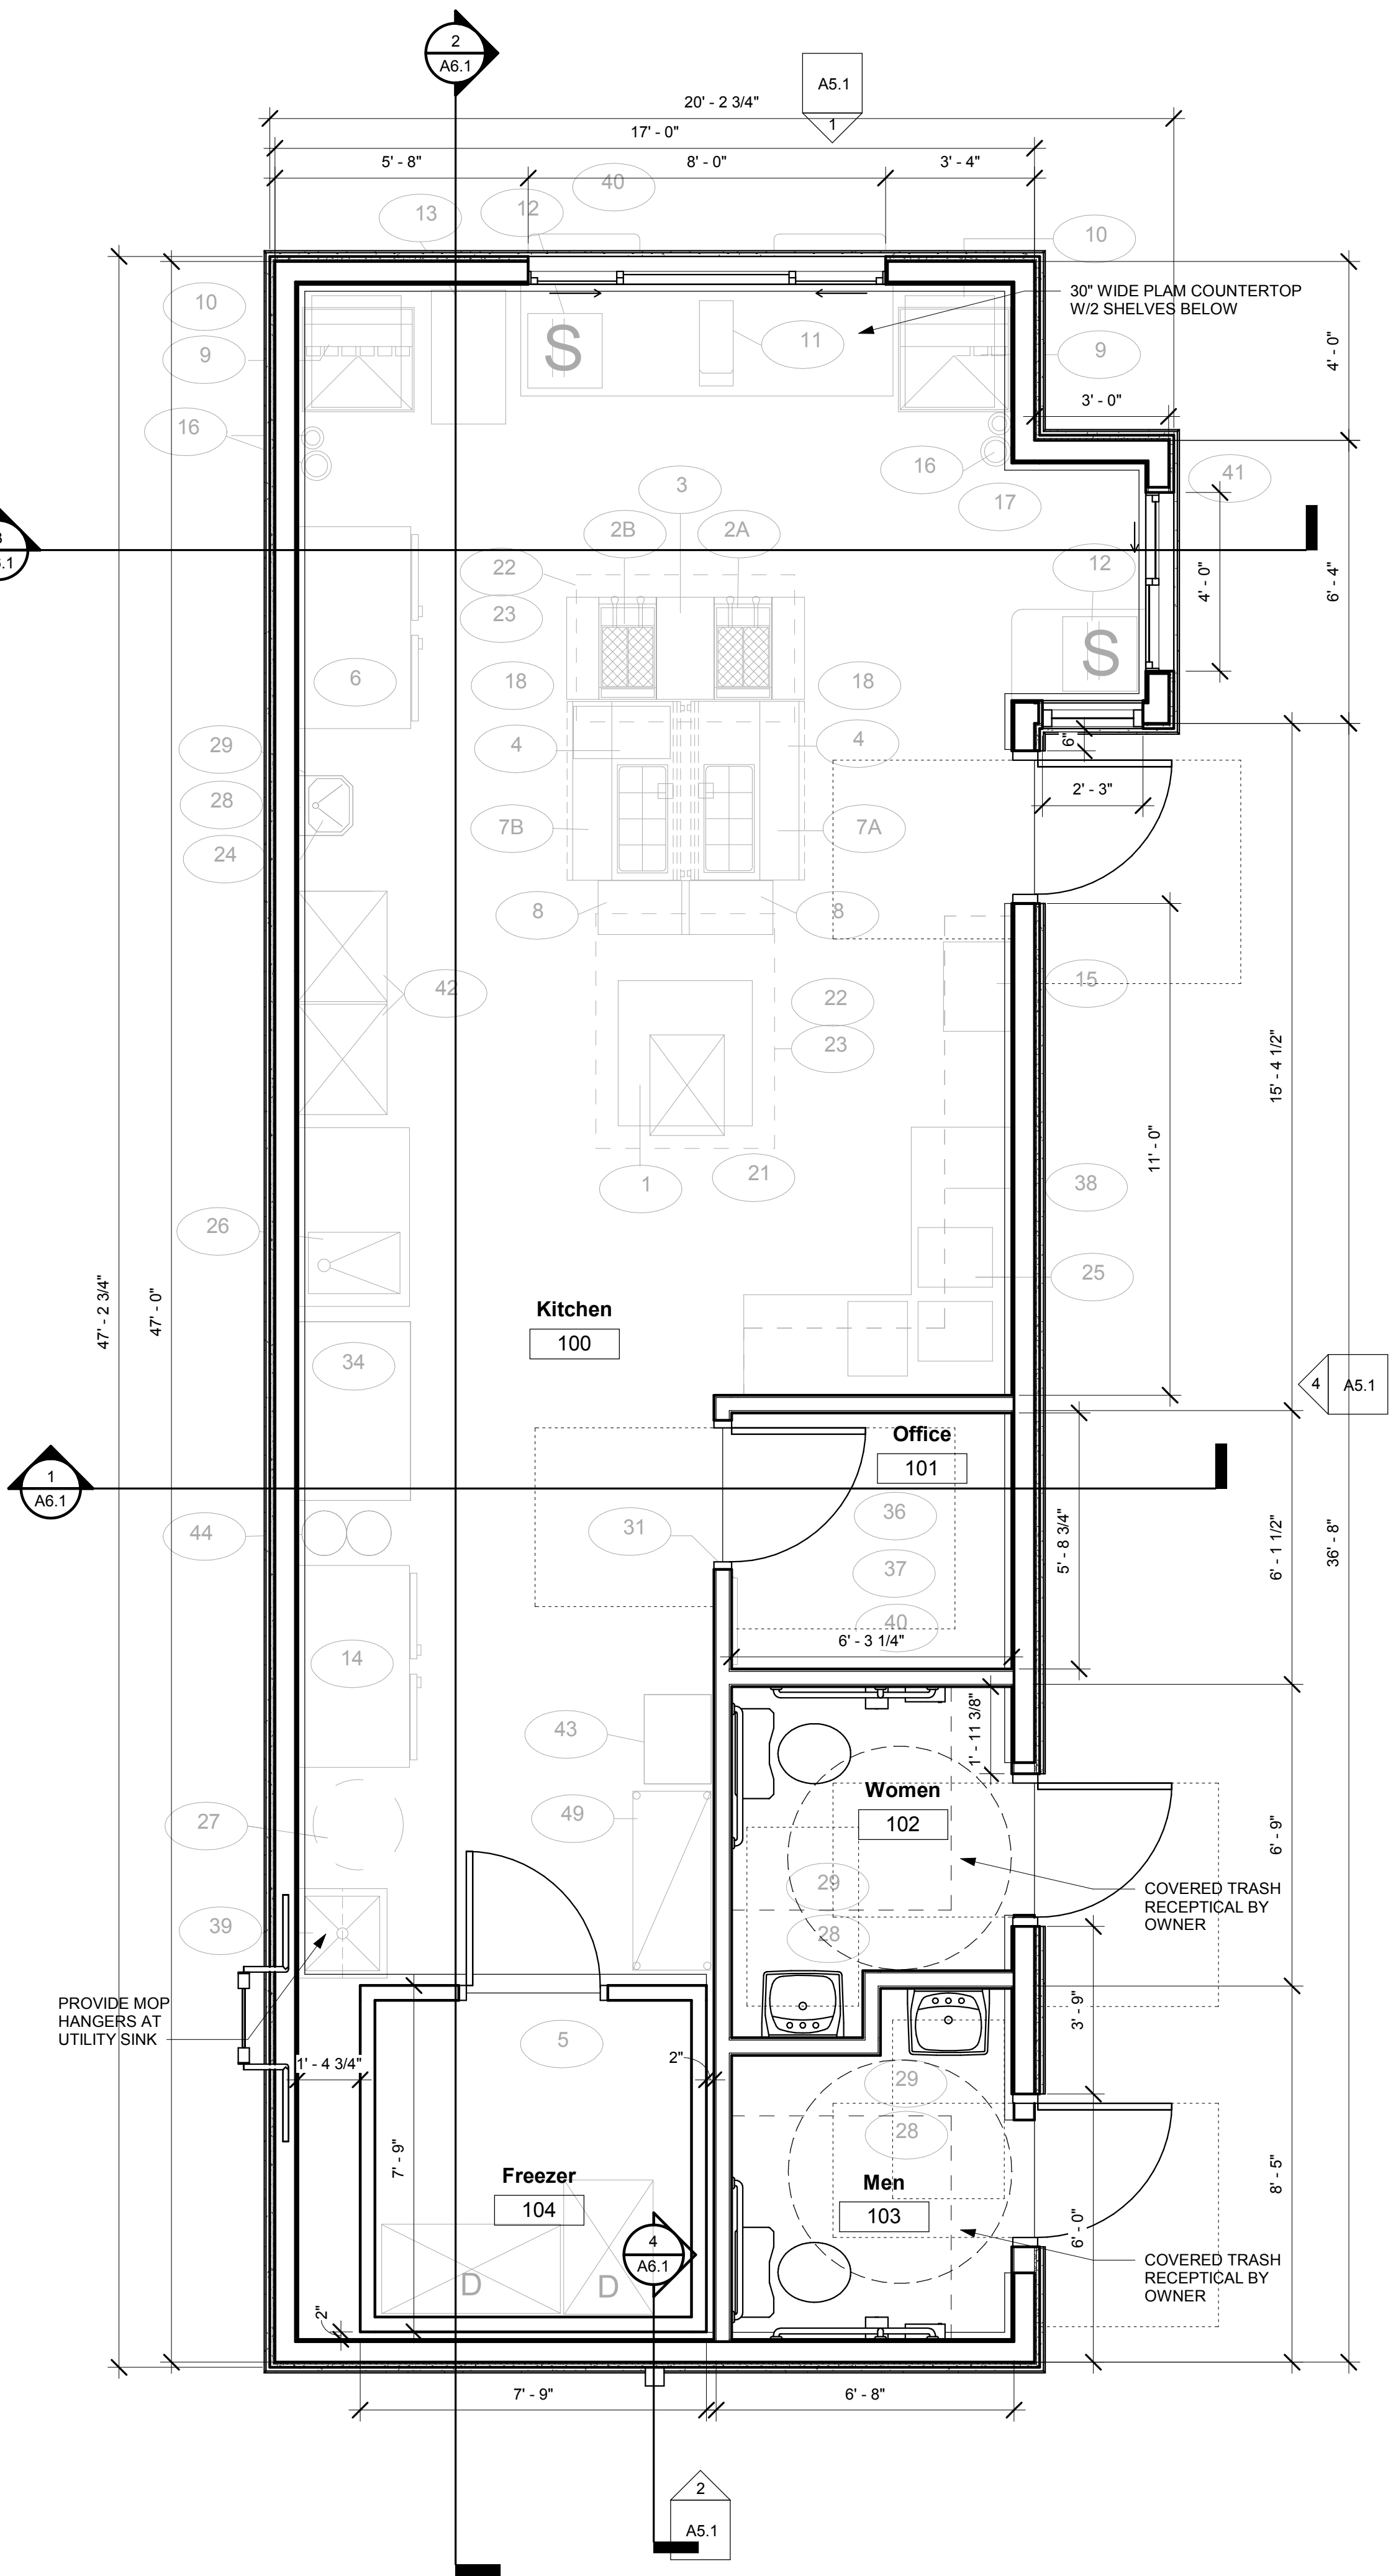 2
A6.1
A5.1
1
20' - 2 3/4"
17' - 0"
5' - 8"
8' - 0"
3' - 4"
40
13
12
10
10
30" WIDE PLAM COUNTERTOP
W/2 SHELVES BELOW
9
S
11
9
4' - 0"
3' - 0"
16
16
3
41
17
2B
2A
22
12
4' - 0"
6' - 4"
23
S
6
18
18
29
4
4
6"
28
2' - 3"
7B
7A
24
8
8
42
22
15
23
15' - 4 1/2"
11' - 0"
1
21
38
26
25
47' - 2 3/4"
47' - 0"
Kitchen
100
34
4
A5.1
Office
101
1
A6.1
44
31
36
5' - 8 3/4"
6' - 1 1/2"
36' - 8"
37
40
6' - 3 1/4"
14
43
1' - 11 3/8"
Women
102
27
49
6' - 9"
29
COVERED TRASH
RECEPTICAL BY
OWNER
39
28
PROVIDE MOP
HANGERS AT
UTILITY SINK
3' - 9"
5
1' - 4 3/4"
2"
29
28
7' - 9"
Freezer
104
Men
103
8' - 5"
6' - 0"
4
A6.1
D
D
COVERED TRASH
RECEPTICAL BY
OWNER
2"
7' - 9"
6' - 8"
2
A5.1